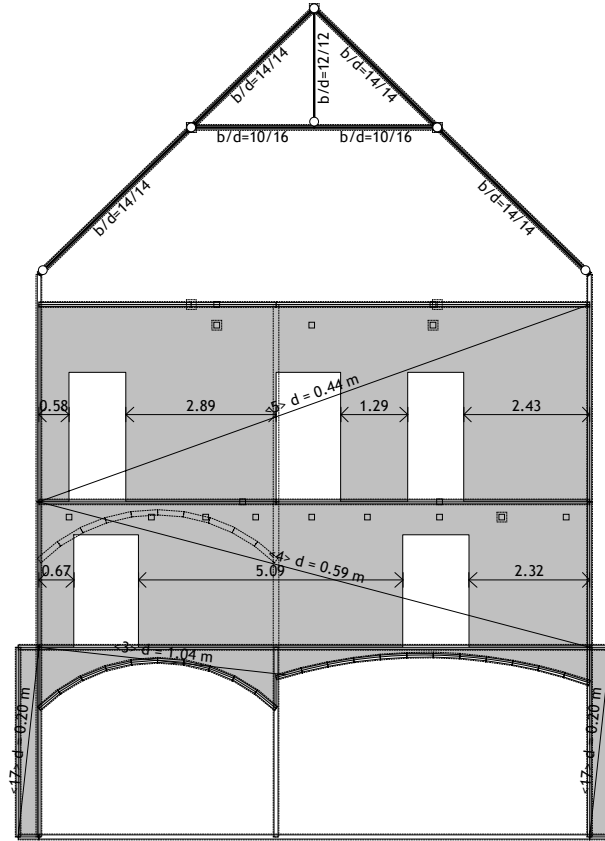 b/d=14/14
b/d=12/12
b/d=14/14
b/d=10/16
b/d=10/16
b/d=14/14
b/d=14/14
0.58
2.89
<5> d = 0.44 m
1.29
2.43
0.67
5.09
<4> d = 0.59 m
2.32
<3> d = 1.04 m
<17> d = 0.20 m
<17> d = 0.20 m